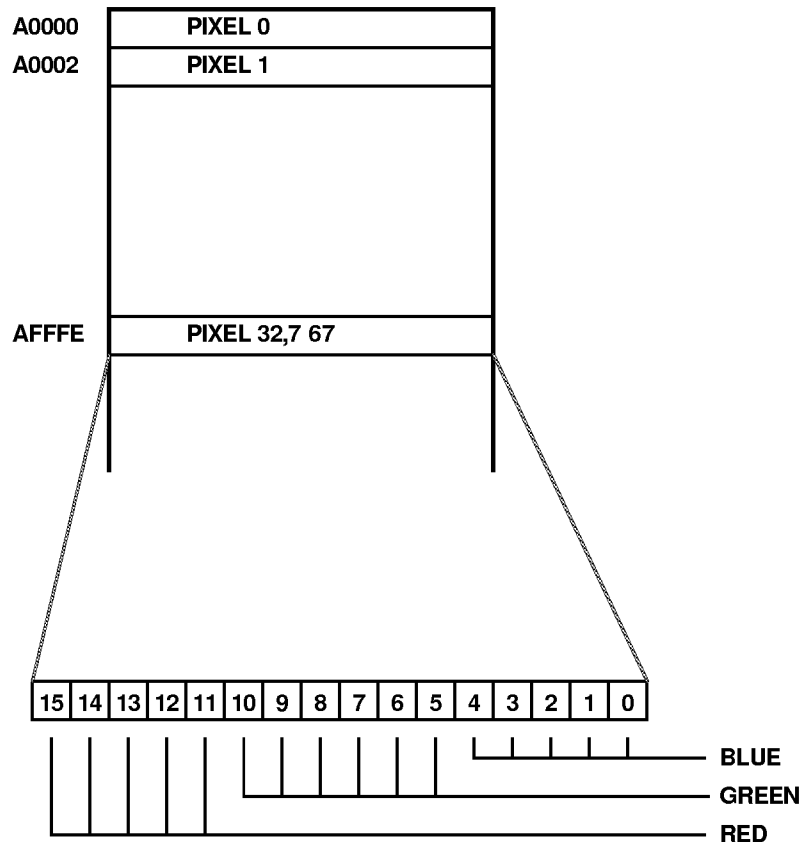 A0000 PIXEL 0
A0002 PIXEL 1
AFFFE PIXEL 32,7 67
15 14 13 12 11 10 9 8 7 6 5 4 3 2 1 0
BLUE
GREEN
RED